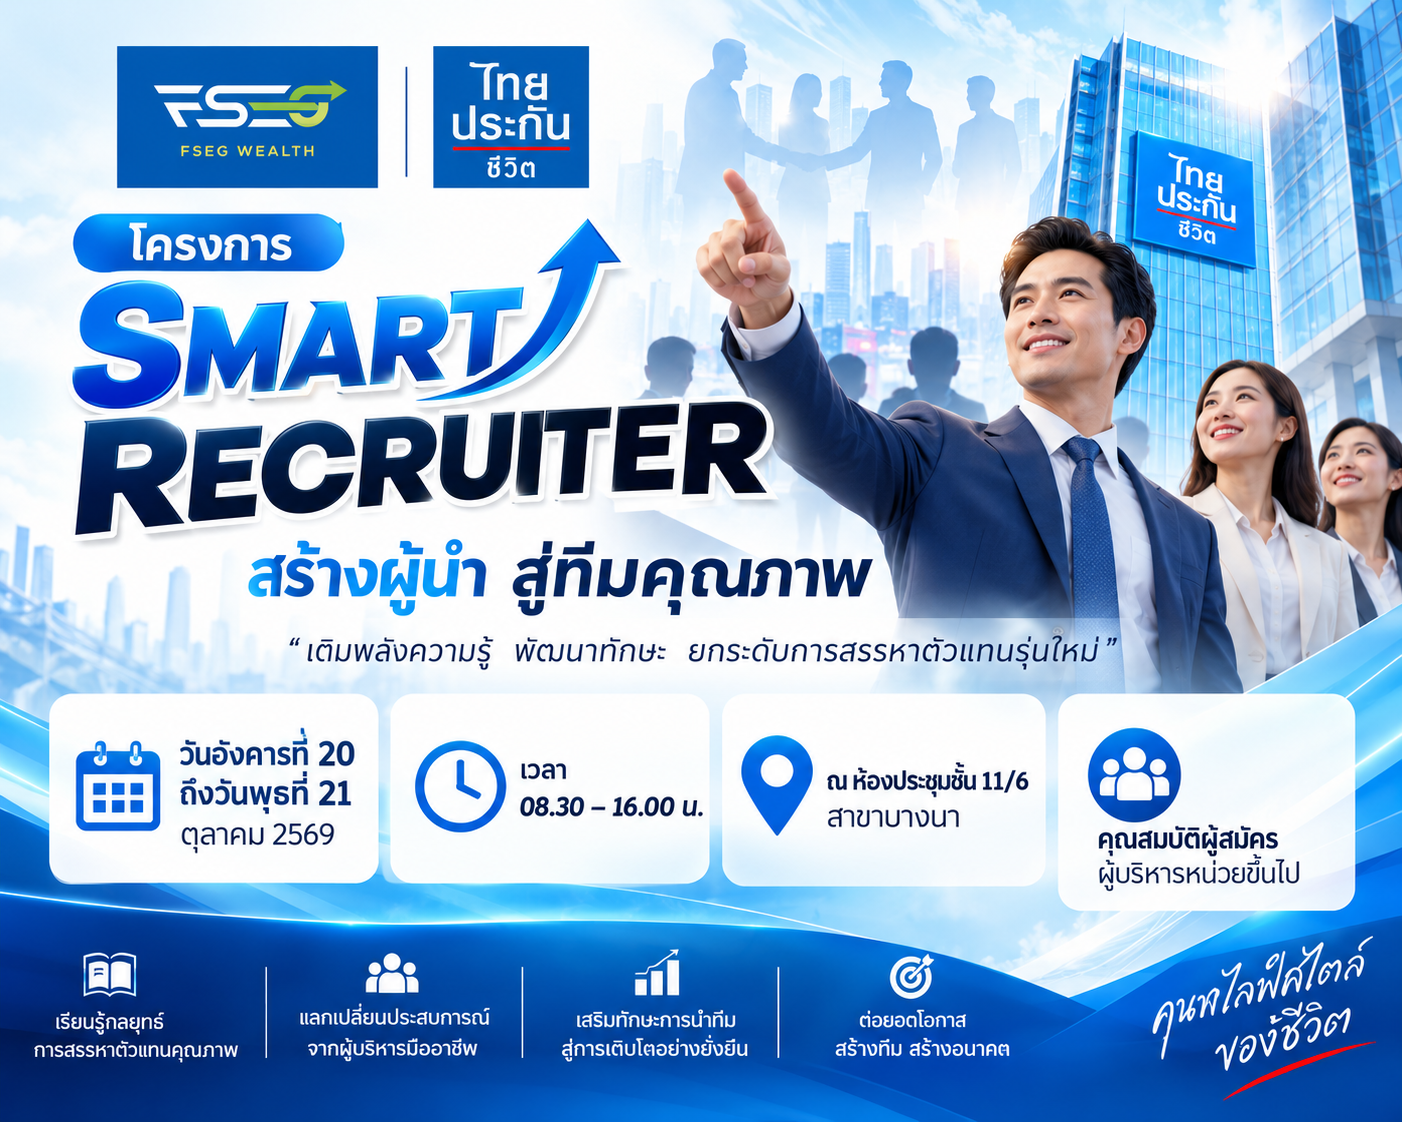 FSEG
FSEG WEALTH
ไทย
ประกัน
ชีวิต
ไทย
ประกัน
ชีวิต
โครงการ
SMART
RECRUITER
สร้างผู้นำ สู่ทีมคุณภาพ
“เติมพลังความรู้ พัฒนาทักษะ ยกระดับการสรรหาตัวแทนรุ่นใหม่”
วันอังคารที่ 20
ถึงวันพุธที่ 21
ตุลาคม 2569
เวลา
08.30 – 16.00 น.
ณ ห้องประชุมชั้น 11/6
สาขาบางนา
คุณสมบัติผู้สมัคร
ผู้บริหารหน่วยขึ้นไป
เรียนรู้กลยุทธ์
การสรรหาตัวแทนคุณภาพ
แลกเปลี่ยนประสบการณ์
จากผู้บริหารมืออาชีพ
เสริมทักษะการนำทีม
สู่การเติบโตอย่างยั่งยืน
ต่อยอดโอกาส
สร้างทีม สร้างอนาคต
ของชีวิต